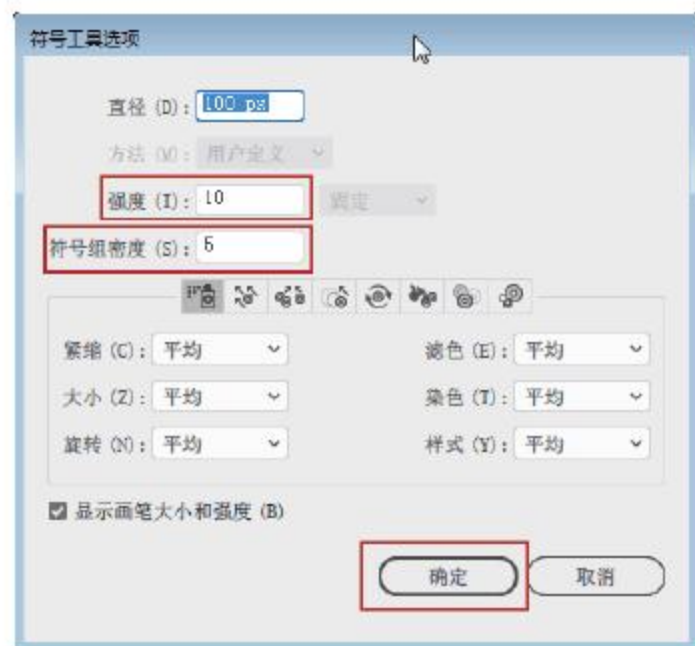 符号工具选项
直径 (D): 100 px
方法 (M): 用户定义
强度 (I): 10 固定
符号组密度 (S): 5
紧缩 (C): 平均 滤色 (E): 平均
大小 (Z): 平均 染色 (T): 平均
旋转 (N): 平均 样式 (Y): 平均
显示画笔大小和强度 (B)
确定 取消